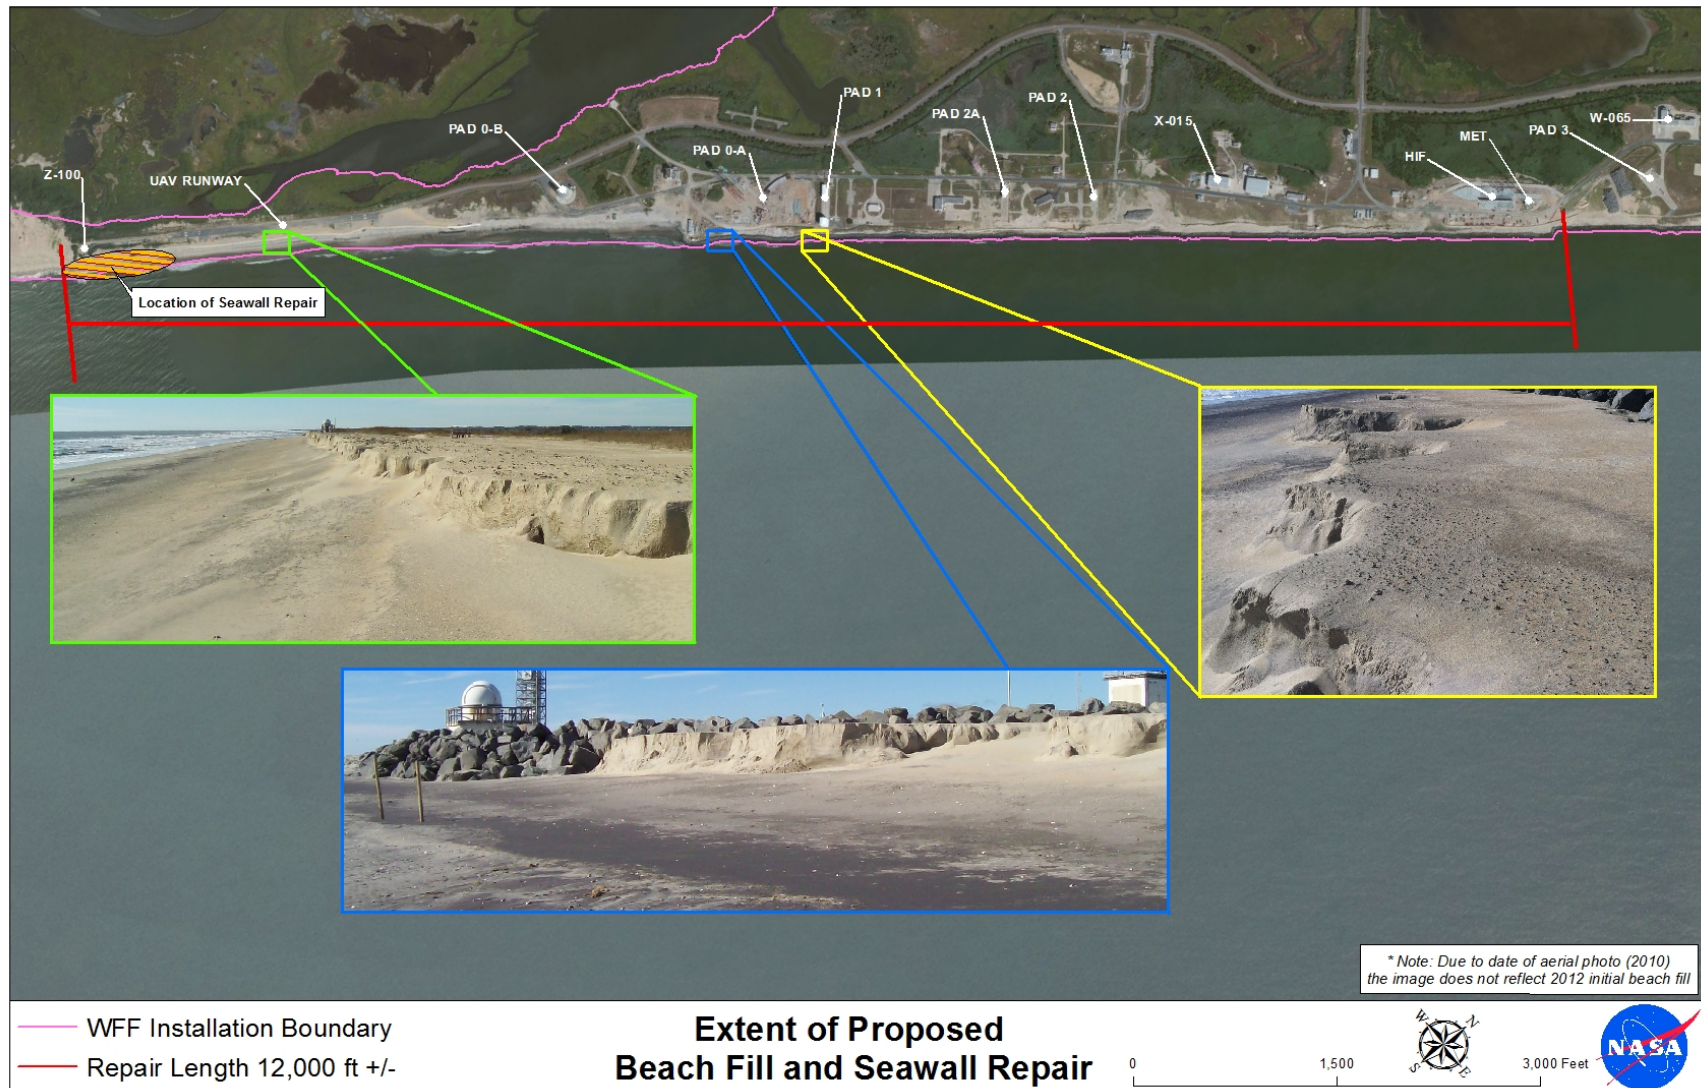 PAD 1
PAD 2
PAD 2A
X-015
W-065
PAD 0-B
PAD 0-A
MET
PAD 3
HIF
Z-100
UAV RUNWAY
Location of Seawall Repair
* Note: Due to date of aerial photo (2010)
the image does not reflect 2012 initial beach fill
WFF Installation Boundary
Repair Length 12,000 ft +/-
Extent of Proposed
Beach Fill and Seawall Repair
0
1,500
3,000 Feet
W
N
S
E
NASA